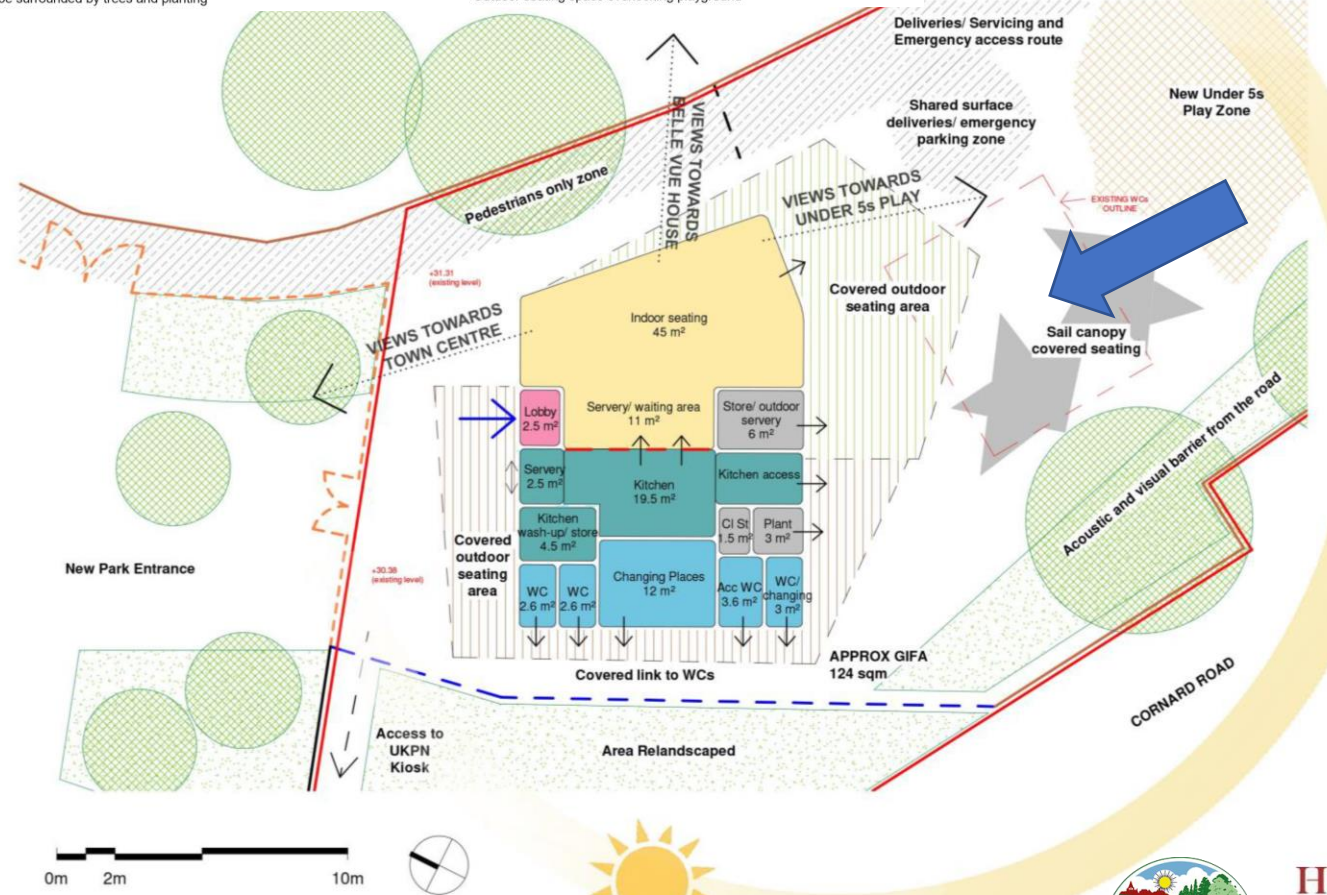 be surrounded by trees and planting
Deliveries/ Servicing and
Emergency access route
New Under 5s
Play Zone
Shared surface
deliveries/ emergency
parking zone
Pedestrians only zone
VIEWS TOWARDS
BELLE VUE HOUSE
VIEWS TOWARDS
UNDER 5s PLAY
EXISTING WCs
OUTLINE
+31.31
(existing level)
VIEWS TOWARDS
TOWN CENTRE
Indoor seating
45 m²
Covered outdoor
seating area
Sail canopy
covered seating
Lobby
2.5 m²
Servery/ waiting area
11 m²
Store/ outdoor
servery
6 m²
Servery
2.5 m²
Kitchen
19.5 m²
Kitchen access
Kitchen
wash-up/ store
4.5 m²
Cl St
1.5 m²
Plant
3 m²
Covered
outdoor
seating
area
WC
2.6 m²
WC
2.6 m²
Changing Places
12 m²
Acc WC
3.6 m²
WC/
changing
3 m²
New Park Entrance
+30.38
(existing level)
Acoustic and visual barrier from the road
APPROX GIFA
124 sqm
Covered link to WCs
CORNARD ROAD
Access to
UKPN
Kiosk
Area Relandscaped
0m 2m 10m
H